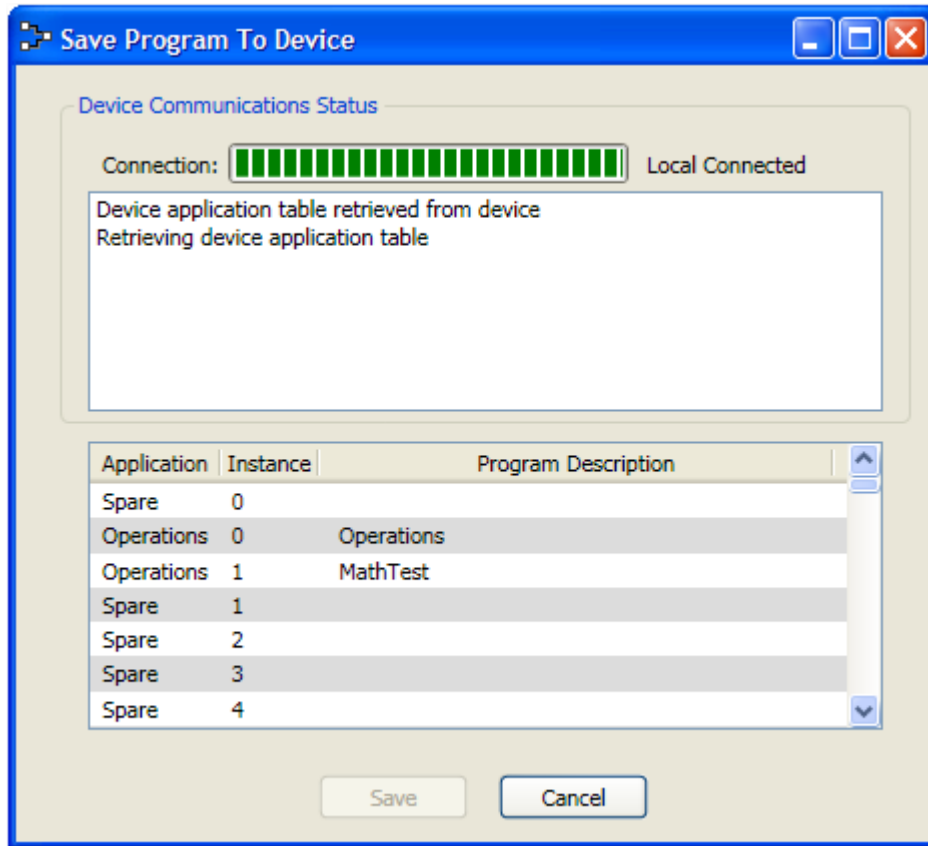 Save Program To Device
Device Communications Status
Connection: Local Connected
Device application table retrieved from device
Retrieving device application table
Application Instance Program Description
Spare 0
Operations 0 Operations
Operations 1 MathTest
Spare 1
Spare 2
Spare 3
Spare 4
Save Cancel